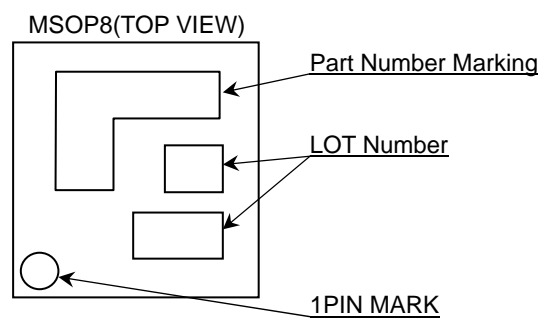 MSOP8(TOP VIEW)
Part Number Marking
LOT Number
1PIN MARK